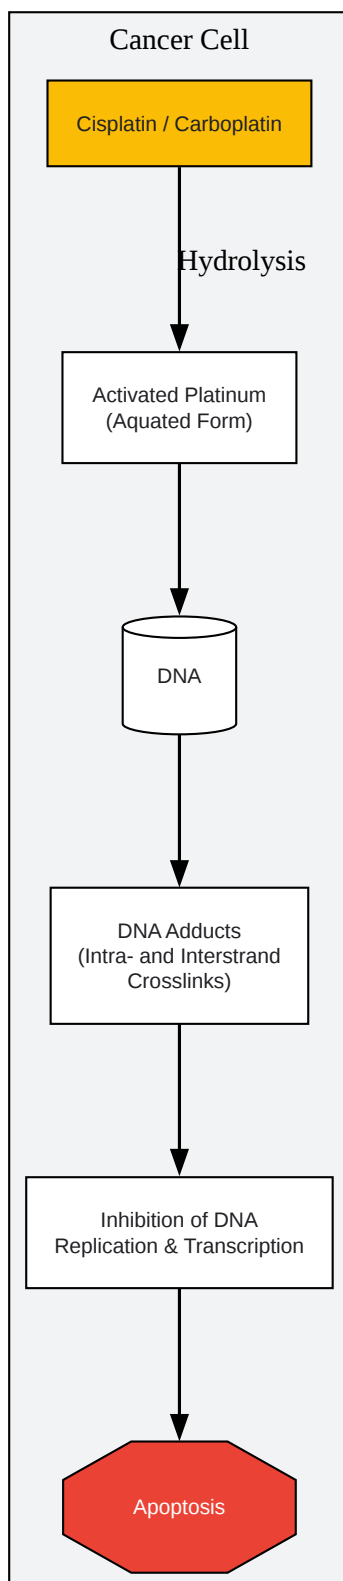 Cancer Cell
Cisplatin / Carboplatin
Hydrolysis
Activated Platinum
(Aquated Form)
DNA
DNA Adducts
(Intra- and Interstrand
Crosslinks)
Inhibition of DNA
Replication & Transcription
Apoptosis